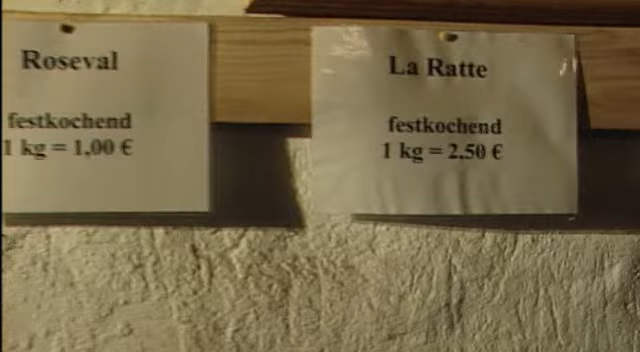 Roseval
festkochend
1 kg = 1,00 €
La Ratte
festkochend
1 kg = 2,50 €